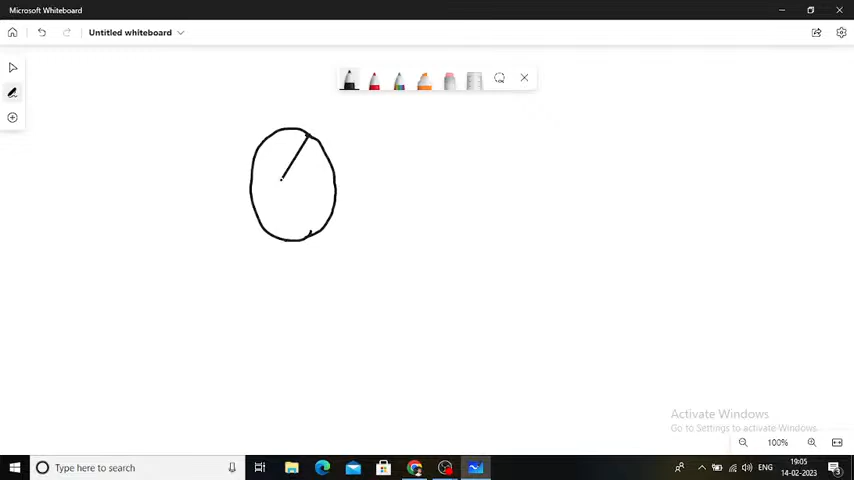 Microsoft Whiteboard
Untitled whiteboard
Activate Windows
Go to Settings to activate Windows.
100%
Type here to search
ENG
19:05
14-02-2023
3